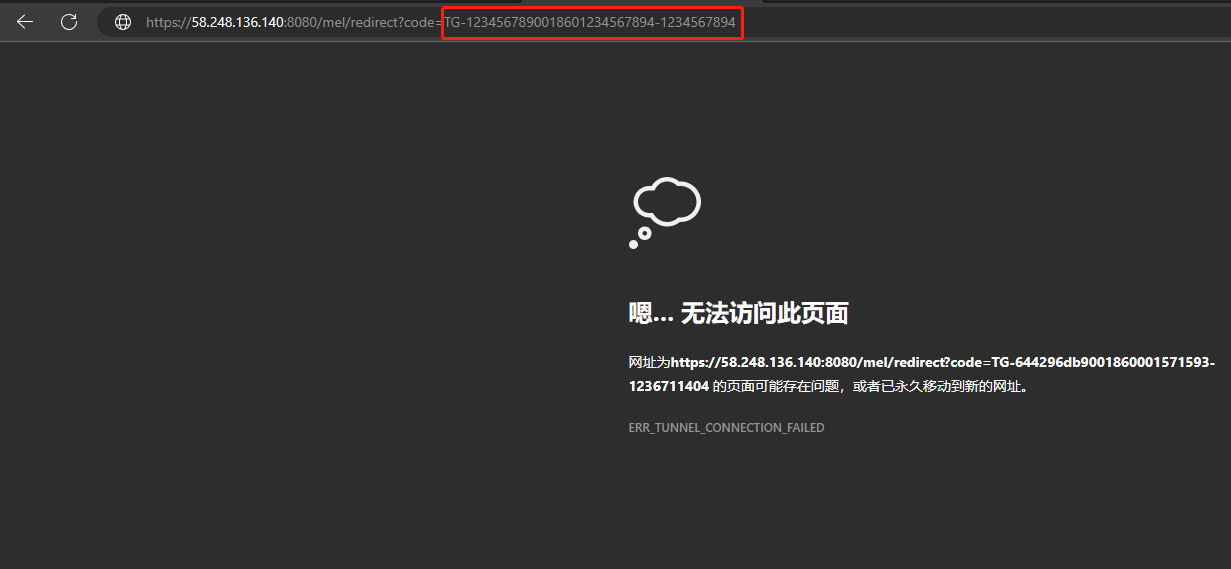 https://58.248.136.140:8080/mel/redirect?code=TG-1234567890018601234567894-1234567894
嗯… 无法访问此页面
网址为https://58.248.136.140:8080/mel/redirect?code=TG-644296db9001860001571593-
1236711404 的页面可能存在问题，或者已永久移动到新的网址。
ERR_TUNNEL_CONNECTION_FAILED